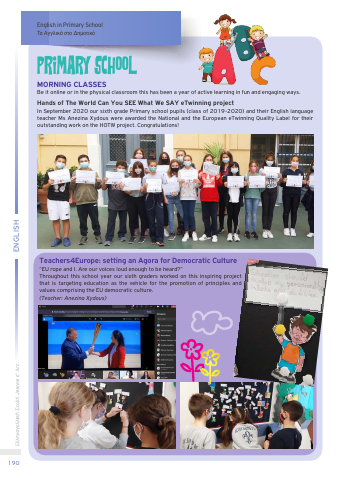 English in Primary School
Τα Αγγλικά στο Δημοτικό
A B C
PRIMARY SCHOOL
MORNING CLASSES
Be it online or in the physical classroom this has been a year of active learning in fun and engaging ways.
Hands of The World Can You SEE What We SAY eTwinning project
In September 2020 our sixth grade Primary school pupils (class of 2019-2020) and their English language
teacher Ms Anezina Xydous were awarded the National and the European eTwinning Quality Label for their
outstanding work on the HOTW project. Congratulations!
ENGLISH
Teachers4Europe: setting an Agora for Democratic Culture
"EU rope and I. Are our voices loud enough to be heard?"
Throughout this school year our sixth graders worked on this inspiring project
that is targeting education as the vehicle for the promotion of principles and
values comprising the EU democratic culture.
(Teacher: Anezina Xydous)
190